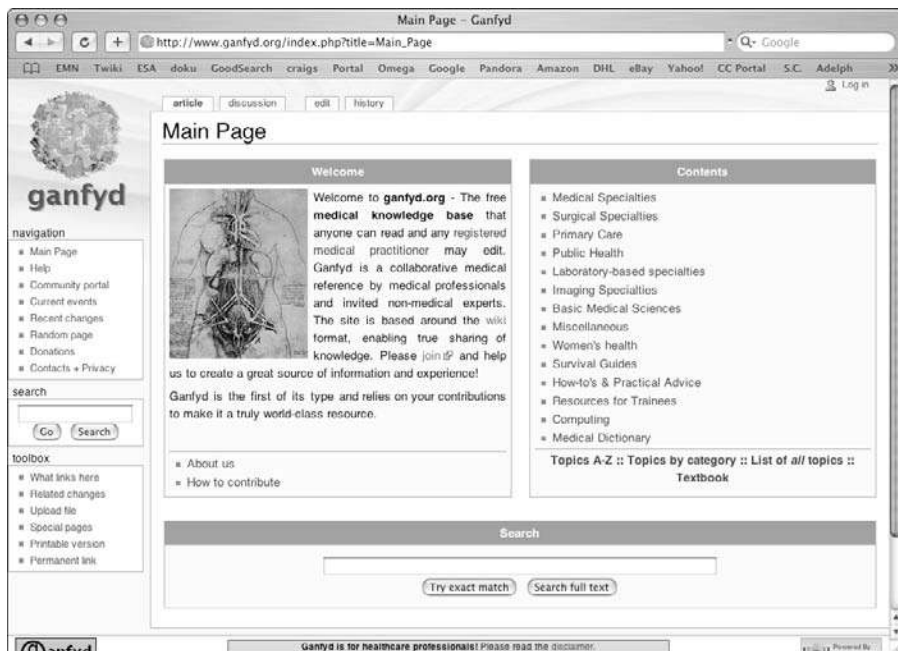 Main Page – Ganfyd
http://www.ganfyd.org/index.php?title=Main_Page
Google
EMN Twiki ESA doku GoodSearch craigs Portal Omega Google Pandora Amazon DHL eBay Yahoo! CC Portal S.C. Adelph
Log in
article discussion edit history
ganfyd
Main Page
navigation
Main Page
Help
Community portal
Current events
Recent changes
Random page
Donations
Contacts + Privacy
search
Go Search
toolbox
What links here
Related changes
Upload file
Special pages
Printable version
Permanent link
Welcome
Welcome to ganfyd.org - The free
medical knowledge base that
anyone can read and any registered
medical practitioner may edit.
Ganfyd is a collaborative medical
reference by medical professionals
and invited non-medical experts.
The site is based around the wiki
format, enabling true sharing of
knowledge. Please join and help
us to create a great source of information and experience!
Ganfyd is the first of its type and relies on your contributions
to make it a truly world-class resource.
About us
How to contribute
Contents
Medical Specialties
Surgical Specialties
Primary Care
Public Health
Laboratory-based specialties
Imaging Specialties
Basic Medical Sciences
Miscellaneous
Women's health
Survival Guides
How-to's & Practical Advice
Resources for Trainees
Computing
Medical Dictionary
Topics A-Z :: Topics by category :: List of all topics ::
Textbook
Search
Try exact match Search full text
Ganfyd is for healthcare professionals! Please read the disclaimer.
Powered By